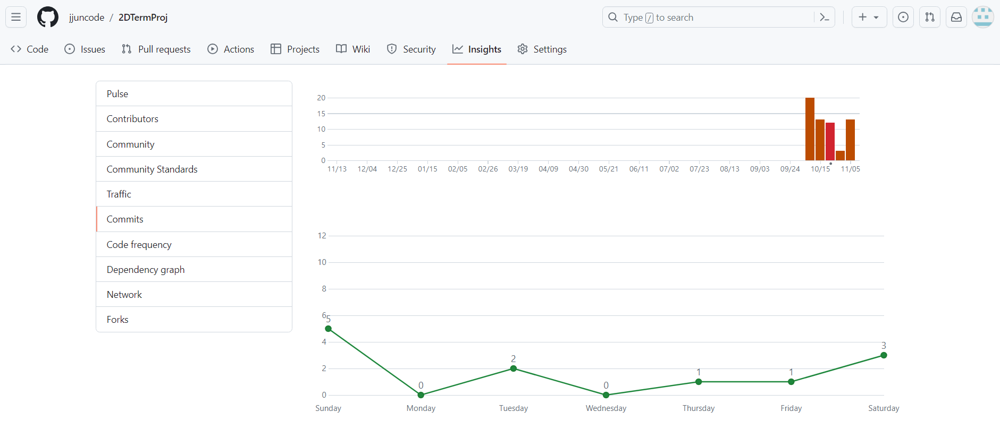 jjuncode / 2DTermProj
Type / to search
Code Issues Pull requests Actions Projects Wiki Security Insights Settings
Pulse
Contributors
Community
Community Standards
Traffic
Commits
Code frequency
Dependency graph
Network
Forks
20
15
10
5
0
11/13 12/04 12/25 01/15 02/05 02/26 03/19 04/09 04/30 05/21 06/11 07/02 07/23 08/13 09/03 09/24 10/15 11/05
12
10
8
6
4
2
0
5 0 2 0 1 1 3
Sunday Monday Tuesday Wednesday Thursday Friday Saturday